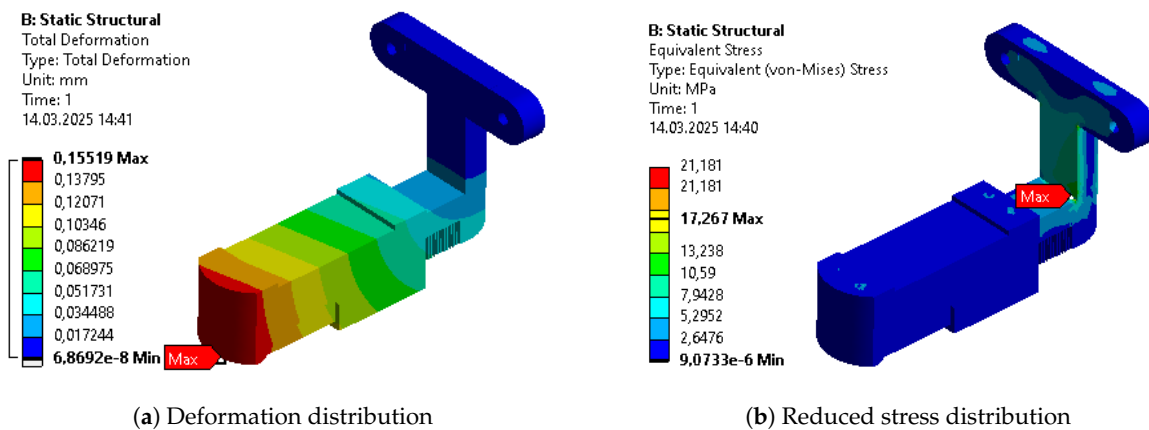 B: Static Structural
Total Deformation
Type: Total Deformation
Unit: mm
Time: 1
14.03.2025 14:41
0,15519 Max
0,13795
0,12071
0,10346
0,086219
0,068975
0,051731
0,034488
0,017244
6,8692e-8 Min
Max
(a) Deformation distribution
B: Static Structural
Equivalent Stress
Type: Equivalent (von-Mises) Stress
Unit: MPa
Time: 1
14.03.2025 14:40
21,181
21,181
17,267 Max
13,238
10,59
7,9428
5,2952
2,6476
9,0733e-6 Min
Max
(b) Reduced stress distribution